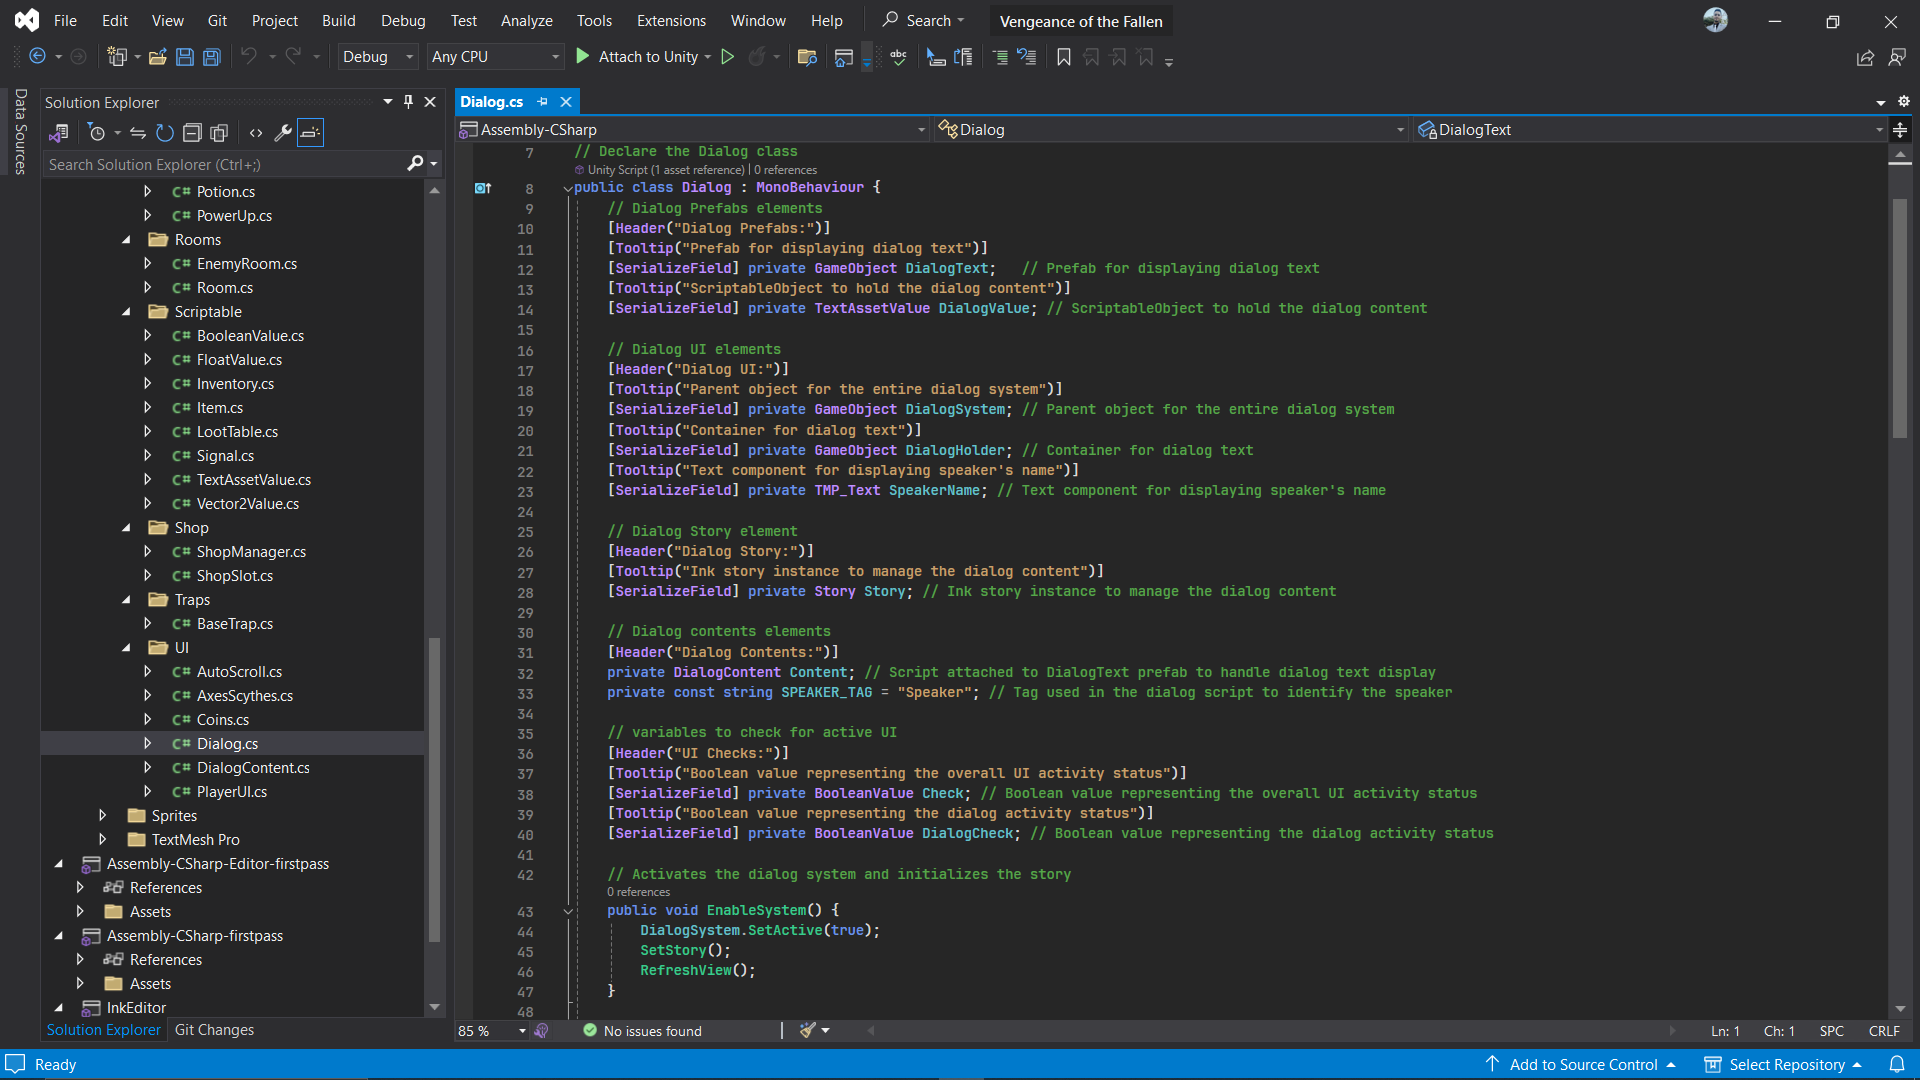 File Edit View Git Project Build Debug Test Analyze Tools Extensions Window Help Search Vengeance of the Fallen
Debug Any CPU Attach to Unity
Data Sources
Solution Explorer
Search Solution Explorer (Ctrl+;)
C# Potion.cs
C# PowerUp.cs
Rooms
C# EnemyRoom.cs
C# Room.cs
Scriptable
C# BooleanValue.cs
C# FloatValue.cs
C# Inventory.cs
C# Item.cs
C# LootTable.cs
C# Signal.cs
C# TextAssetValue.cs
C# Vector2Value.cs
Shop
C# ShopManager.cs
C# ShopSlot.cs
Traps
C# BaseTrap.cs
UI
C# AutoScroll.cs
C# AxesScythes.cs
C# Coins.cs
C# Dialog.cs
C# DialogContent.cs
C# PlayerUI.cs
Sprites
TextMesh Pro
Assembly-CSharp-Editor-firstpass
References
Assets
Assembly-CSharp-firstpass
References
Assets
InkEditor
Solution Explorer Git Changes
Dialog.cs
Assembly-CSharp Dialog DialogText
7 // Declare the Dialog class
Unity Script (1 asset reference) | 0 references
8 public class Dialog : MonoBehaviour {
9 // Dialog Prefabs elements
10 [Header("Dialog Prefabs:")]
11 [Tooltip("Prefab for displaying dialog text")]
12 [SerializeField] private GameObject DialogText; // Prefab for displaying dialog text
13 [Tooltip("ScriptableObject to hold the dialog content")]
14 [SerializeField] private TextAssetValue DialogValue; // ScriptableObject to hold the dialog content
15
16 // Dialog UI elements
17 [Header("Dialog UI:")]
18 [Tooltip("Parent object for the entire dialog system")]
19 [SerializeField] private GameObject DialogSystem; // Parent object for the entire dialog system
20 [Tooltip("Container for dialog text")]
21 [SerializeField] private GameObject DialogHolder; // Container for dialog text
22 [Tooltip("Text component for displaying speaker's name")]
23 [SerializeField] private TMP_Text SpeakerName; // Text component for displaying speaker's name
24
25 // Dialog Story element
26 [Header("Dialog Story:")]
27 [Tooltip("Ink story instance to manage the dialog content")]
28 [SerializeField] private Story Story; // Ink story instance to manage the dialog content
29
30 // Dialog contents elements
31 [Header("Dialog Contents:")]
32 private DialogContent Content; // Script attached to DialogText prefab to handle dialog text display
33 private const string SPEAKER_TAG = "Speaker"; // Tag used in the dialog script to identify the speaker
34
35 // variables to check for active UI
36 [Header("UI Checks:")]
37 [Tooltip("Boolean value representing the overall UI activity status")]
38 [SerializeField] private BooleanValue Check; // Boolean value representing the overall UI activity status
39 [Tooltip("Boolean value representing the dialog activity status")]
40 [SerializeField] private BooleanValue DialogCheck; // Boolean value representing the dialog activity status
41
42 // Activates the dialog system and initializes the story
0 references
43 public void EnableSystem() {
44 DialogSystem.SetActive(true);
45 SetStory();
46 RefreshView();
47 }
48
85 % No issues found Ln: 1 Ch: 1 SPC CRLF
Ready Add to Source Control Select Repository